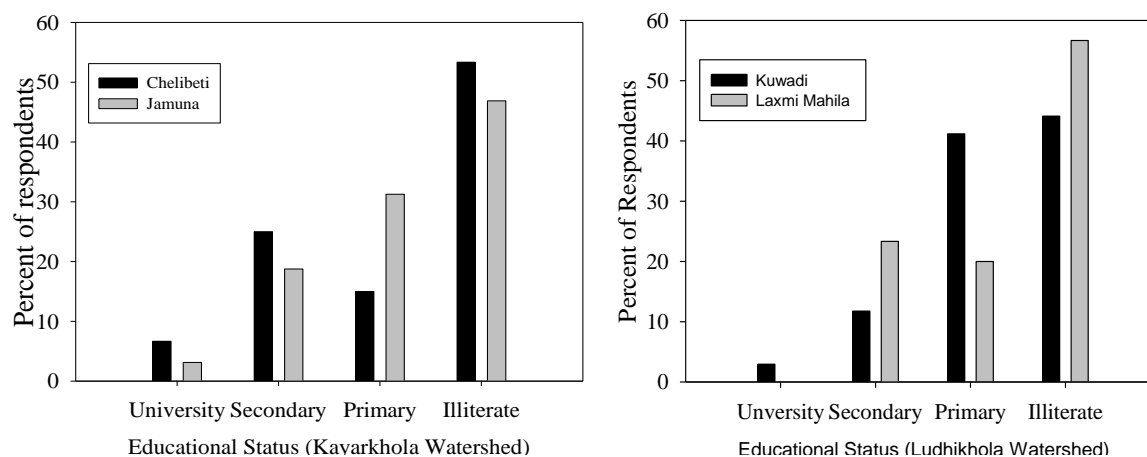 Percent of respondents
60
50
40
30
20
10
0
Chelibeti
Jamuna
University Secondary Primary Illiterate
Educational Status (Kayarkhola Watershed)
Percent of Respondents
60
50
40
30
20
10
0
Kuwadi
Laxmi Mahila
Unversity Secondary Primary Illiterate
Educational Status (Ludhikhola Watershed)